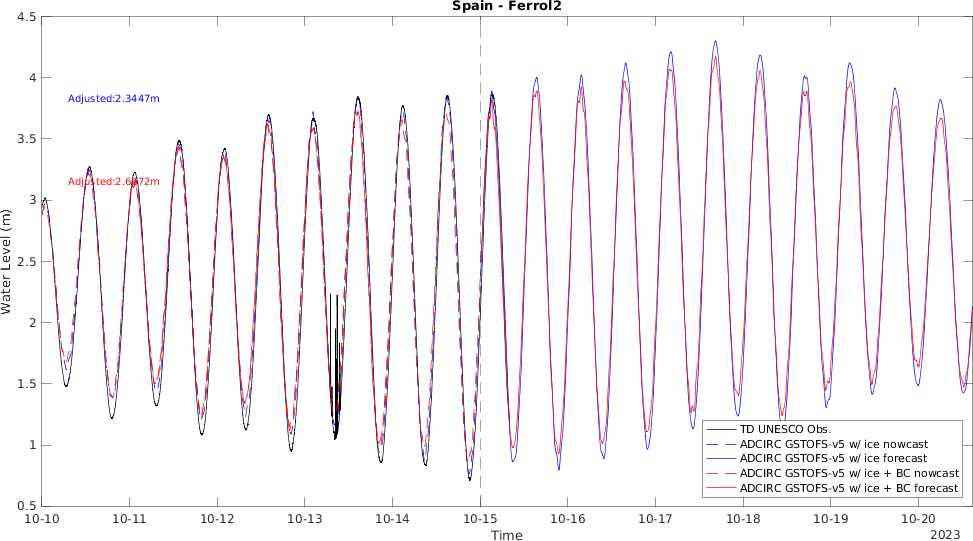 Spain - Ferrol2
4.5
4
3.5
3
2.5
2
1.5
1
0.5
Water Level (m)
Adjusted:2.3447m
TD UNESCO Obs.
ADCIRC GSTOFS-v5 w/ ice nowcast
ADCIRC GSTOFS-v5 w/ ice forecast
ADCIRC GSTOFS-v5 w/ ice + BC nowcast
ADCIRC GSTOFS-v5 w/ ice + BC forecast
10-10 10-11 10-12 10-13 10-14 10-15 10-16 10-17 10-18 10-19 10-20
Time
2023